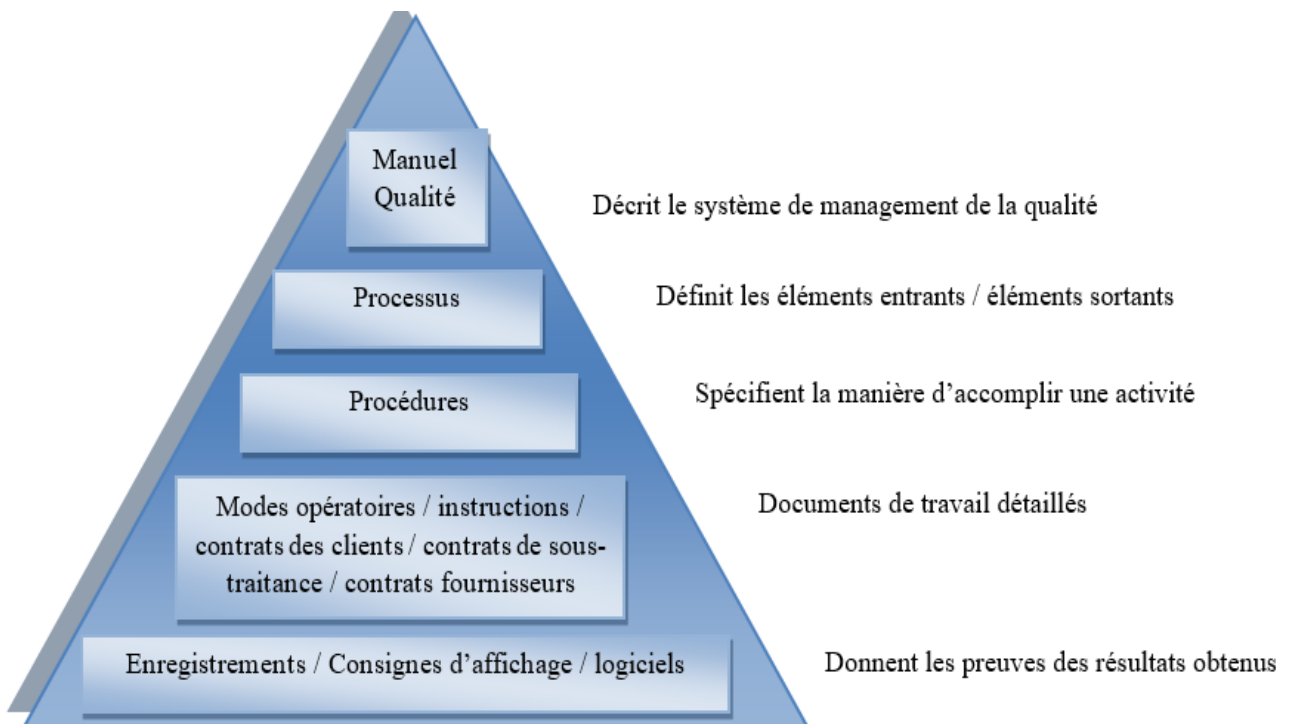 Manuel
Qualité
Décrit le système de management de la qualité
Processus
Définit les éléments entrants / éléments sortants
Procédures
Spécifient la manière d’accomplir une activité
Modes opératoires / instructions /
contrats des clients / contrats de sous-
traitance / contrats fournisseurs
Documents de travail détaillés
Enregistrements / Consignes d’affichage / logiciels
Donnent les preuves des résultats obtenus